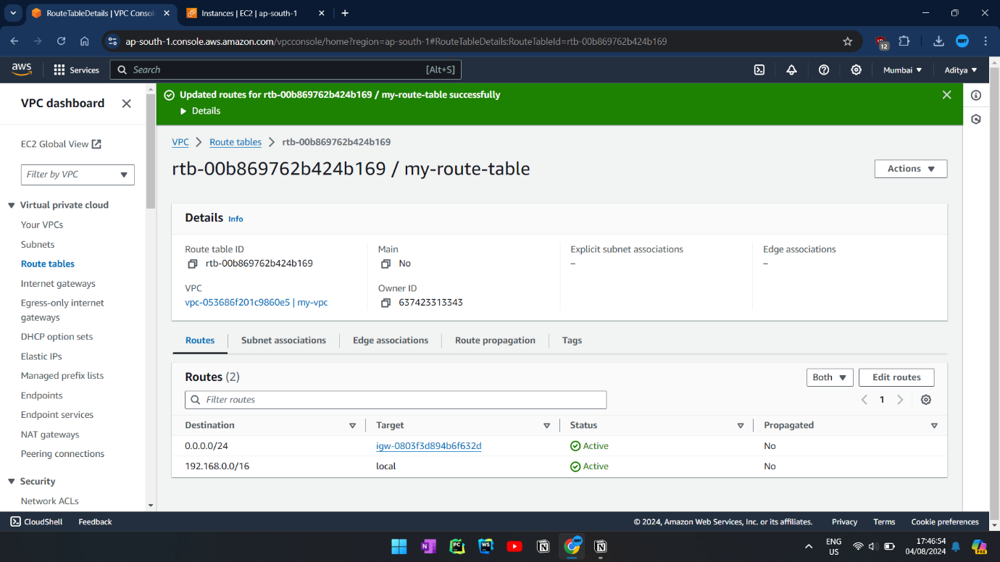 RouteTableDetails | VPC Consol
Instances | EC2 | ap-south-1
ap-south-1.console.aws.amazon.com/vpcconsole/home?region=ap-south-1#RouteTableDetails:RouteTableId=rtb-00b869762b424b169
12
ADDY
aws
Services
Search
[Alt+S]
Mumbai
Aditya
VPC dashboard
EC2 Global View
Filter by VPC
Virtual private cloud
Your VPCs
Subnets
Route tables
Internet gateways
Egress-only internet
gateways
DHCP option sets
Elastic IPs
Managed prefix lists
Endpoints
Endpoint services
NAT gateways
Peering connections
Security
Network ACLs
Updated routes for rtb-00b869762b424b169 / my-route-table successfully
Details
VPC
Route tables
rtb-00b869762b424b169
rtb-00b869762b424b169 / my-route-table
Actions
Details Info
Route table ID
rtb-00b869762b424b169
Main
No
Explicit subnet associations
–
Edge associations
–
VPC
vpc-053686f201c9860e5 | my-vpc
Owner ID
637423313343
Routes
Subnet associations
Edge associations
Route propagation
Tags
Routes (2)
Both
Edit routes
Filter routes
1
Destination Target Status Propagated
0.0.0.0/24 igw-0803f3d894b6f632d Active No
192.168.0.0/16 local Active No
CloudShell
Feedback
© 2024, Amazon Web Services, Inc. or its affiliates.
Privacy
Terms
Cookie preferences
ENG
US
17:46:54
04/08/2024
PRE